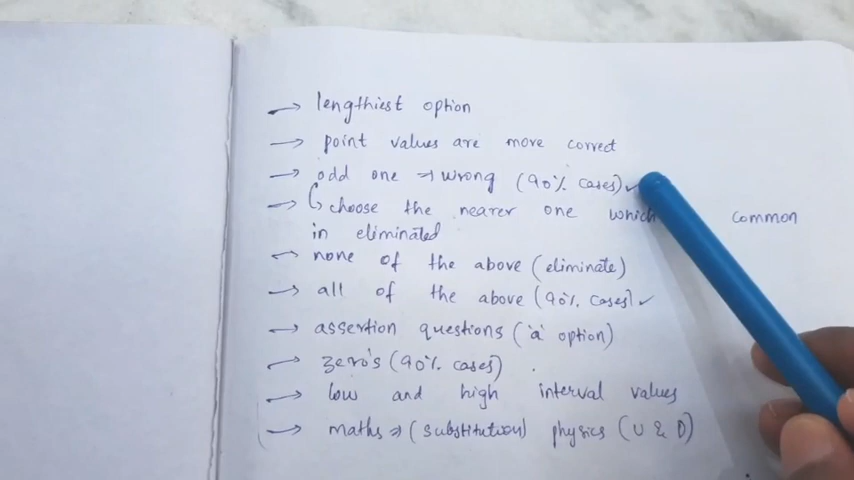 → lengthiest option
→ point values are more correct
→ odd one → wrong (90% cases) ✓
→ choose the nearer one which common
in eliminated
→ none of the above (eliminate)
→ all of the above (90% cases) ✓
→ assertion questions ('a' option)
→ zero's (90% cases)
→ low and high interval values
→ maths ⇒ (substitution) physics (U & D)